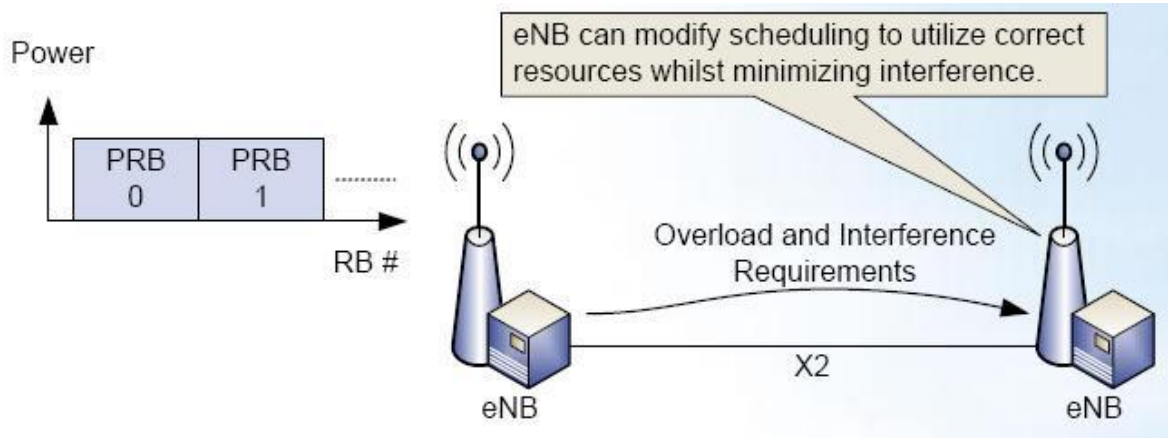 Power
PRB
0
PRB
1
RB #
eNB can modify scheduling to utilize correct
resources whilst minimizing interference.
Overload and Interference
Requirements
X2
eNB
eNB